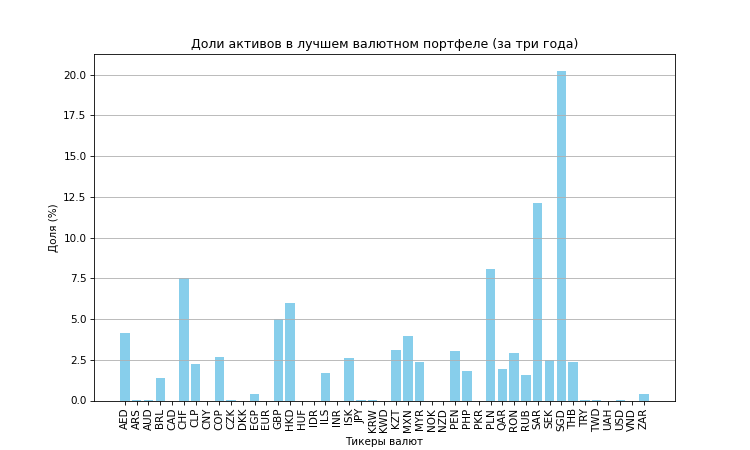 Доли активов в лучшем валютном портфеле (за три года)
Доля (%)
20.0
17.5
15.0
12.5
10.0
7.5
5.0
2.5
0.0
AED
ARS
AUD
BRL
CAD
CHF
CLP
CNY
COP
CZK
DKK
EGP
EUR
GBP
HKD
HUF
IDR
ILS
INR
ISK
JPY
KRW
KWD
KZT
MXN
MYR
NOK
NZD
PEN
PHP
PKR
PLN
QAR
RON
RUB
SAR
SEK
SGD
THB
TRY
TWD
UAH
USD
VND
ZAR
Тикеры валют